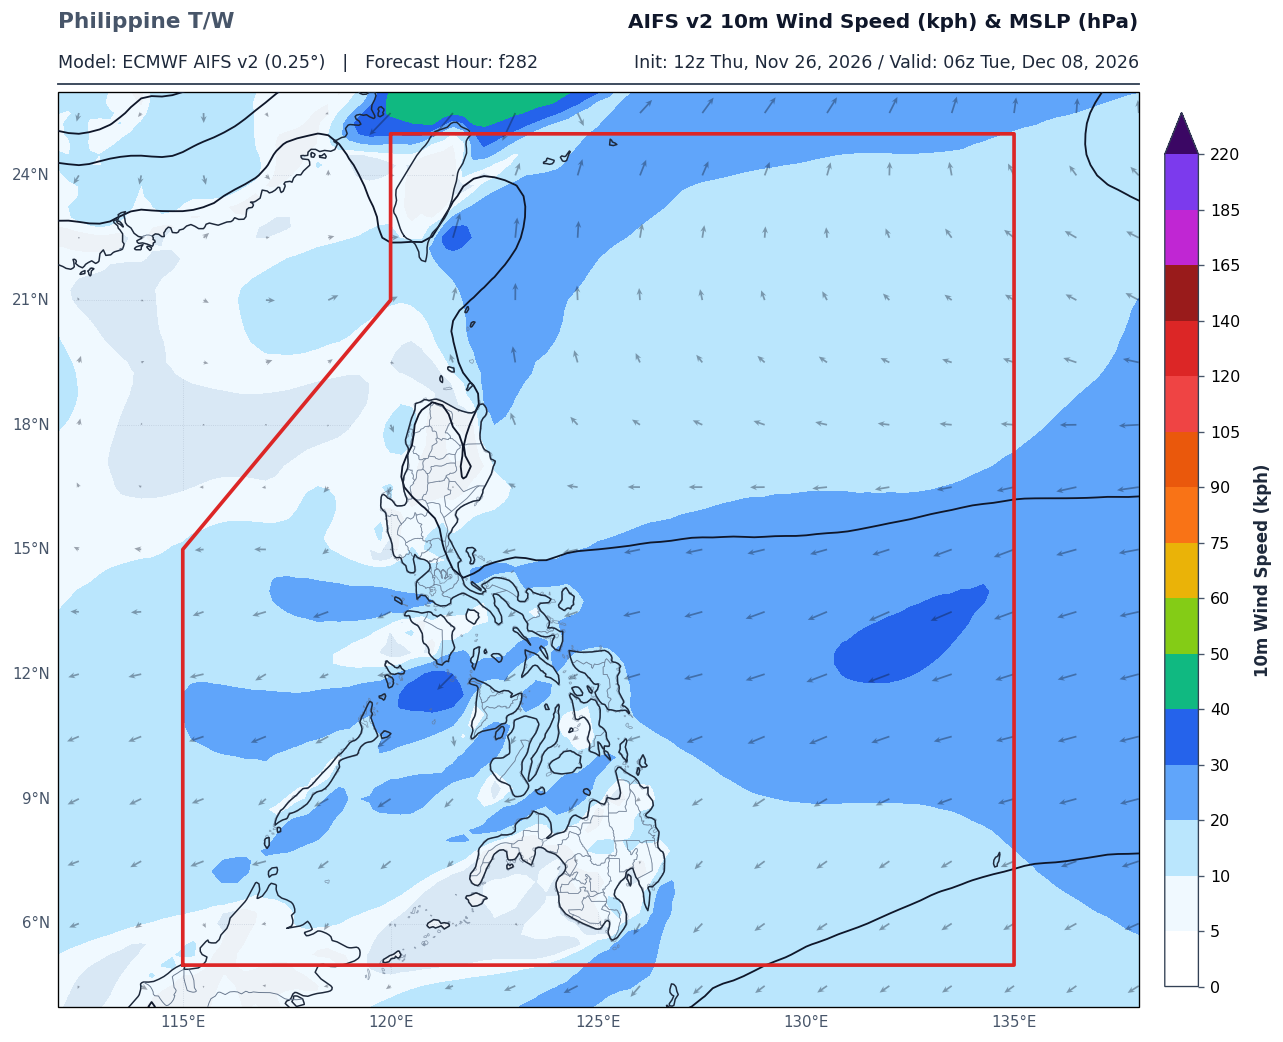 Philippine T/W
AIFS v2 10m Wind Speed (kph) & MSLP (hPa)
Model: ECMWF AIFS v2 (0.25°) | Forecast Hour: f282
Init: 12z Thu, Nov 26, 2026 / Valid: 06z Tue, Dec 08, 2026
24°N
21°N
18°N
15°N
12°N
9°N
6°N
115°E
120°E
125°E
130°E
135°E
220
185
165
140
120
105
90
75
60
50
40
30
20
10
5
0
10m Wind Speed (kph)